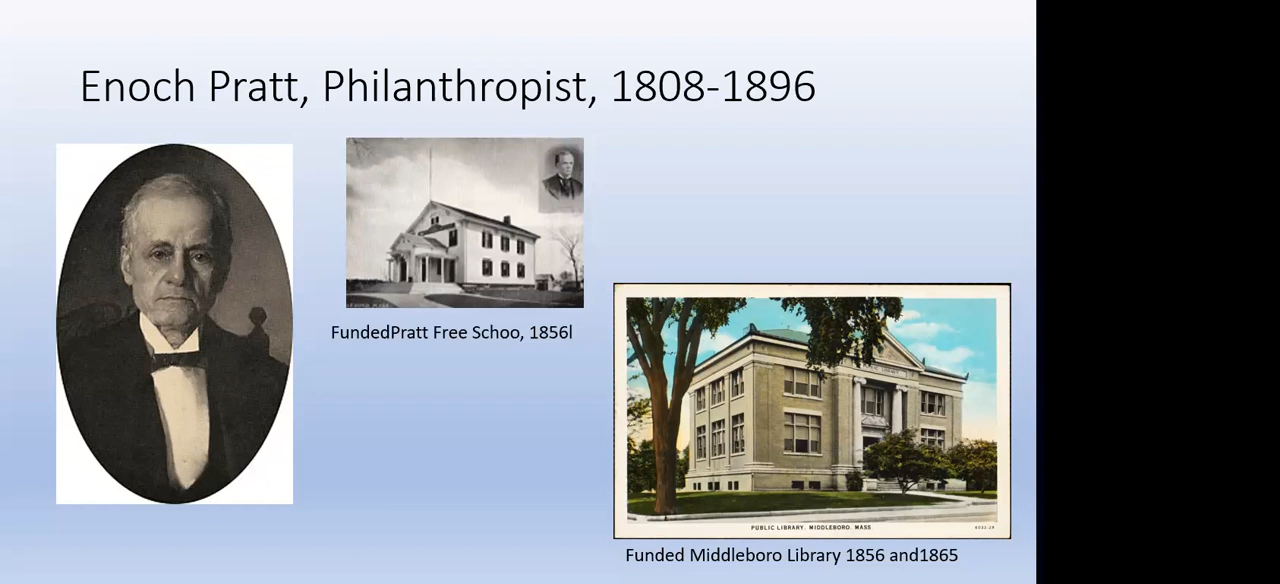 Enoch Pratt, Philanthropist, 1808-1896
FundedPratt Free Schoo, 1856l
PUBLIC LIBRARY, MIDDLEBORO, MASS
Funded Middleboro Library 1856 and1865